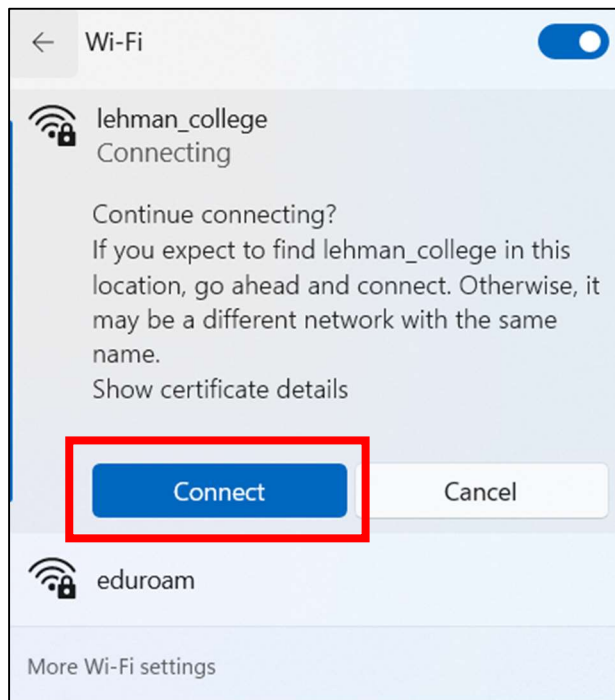 Wi-Fi
lehman_college
Connecting
Continue connecting?
If you expect to find lehman_college in this
location, go ahead and connect. Otherwise, it
may be a different network with the same
name.
Show certificate details
Connect Cancel
eduroam
More Wi-Fi settings